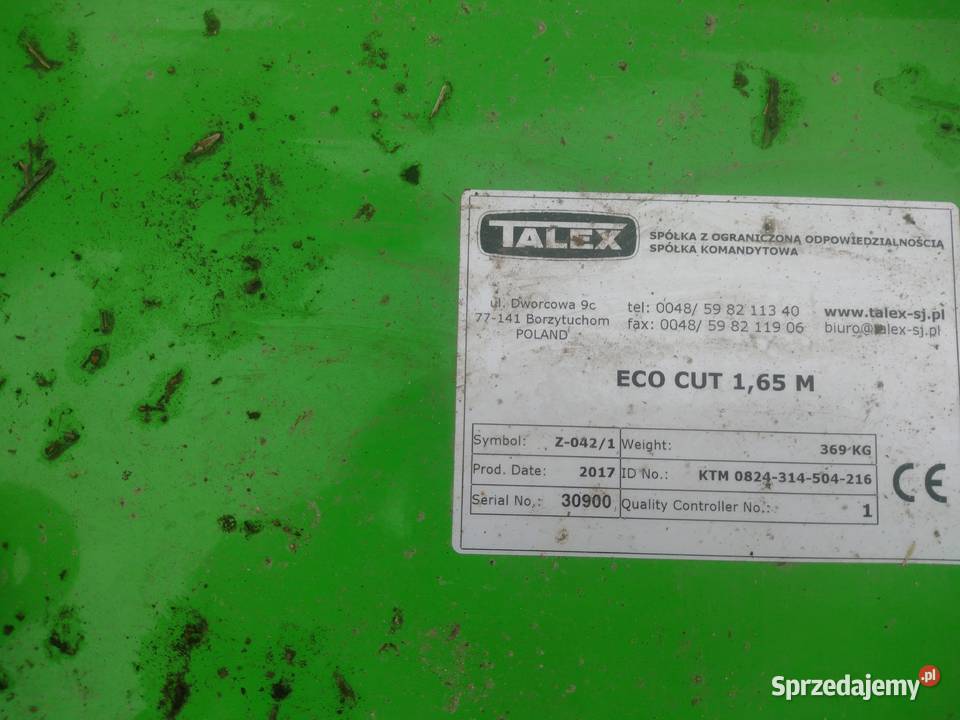 TALEX
SPÓŁKA Z OGRANICZONĄ ODPOWIEDZIALNOŚCIĄ
SPÓŁKA KOMANDYTOWA
ul. Dworcowa 9c
77-141 Borzytuchom
POLAND
tel: 0048/ 59 82 113 40
fax: 0048/ 59 82 119 06
www.talex-sj.pl
biuro@talex-sj.pl
ECO CUT 1,65 M
Symbol: Z-042/1 Weight: 369 KG
Prod. Date: 2017 ID No.: KTM 0824-314-504-216
Serial No.: 30900 Quality Controller No.: 1
CE
Sprzedajemy.pl